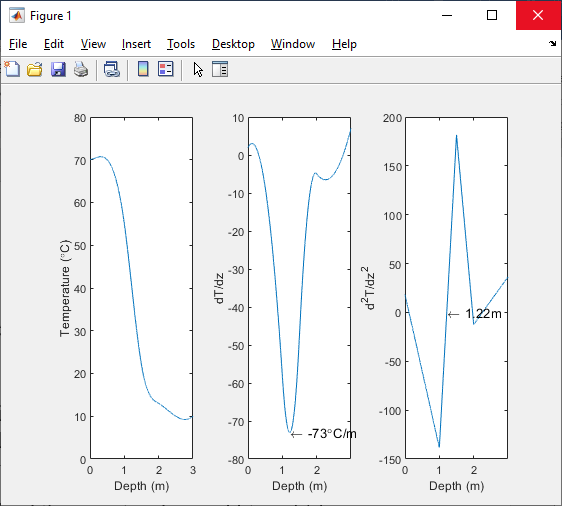 Figure 1
File Edit View Insert Tools Desktop Window Help
80
70
60
50
40
30
20
10
0
0 1 2 3
Temperature (°C)
Depth (m)
10
0
-10
-20
-30
-40
-50
-60
-70
-80
0 1 2
dT/dz
Depth (m)
← -73°C/m
200
150
100
50
0
-50
-100
-150
0 1 2
d²T/dz²
Depth (m)
← 1.22m